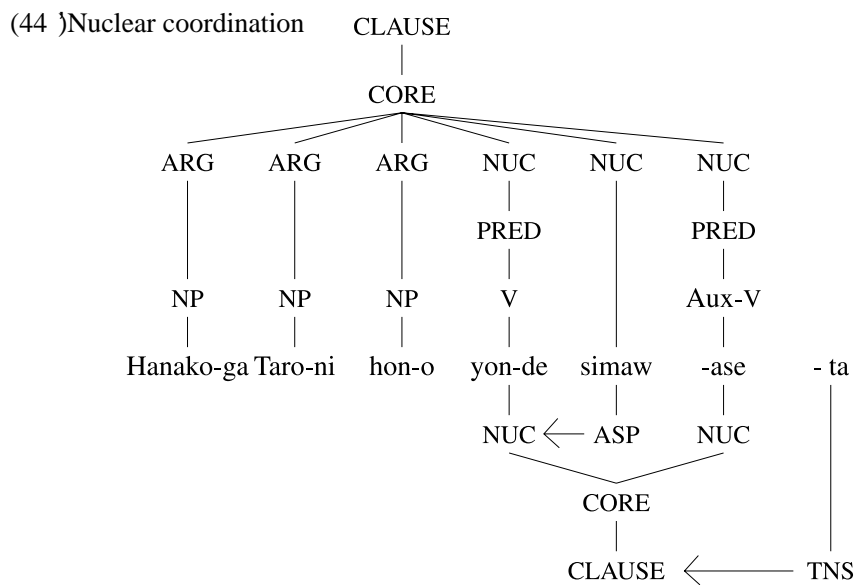 (44 ’)Nuclear coordination CLAUSE
CORE
ARG ARG ARG NUC NUC NUC
PRED PRED
NP NP NP V Aux-V
Hanako-ga Taro-ni hon-o yon-de simaw -ase - ta
NUC ASP NUC
CORE
CLAUSE TNS